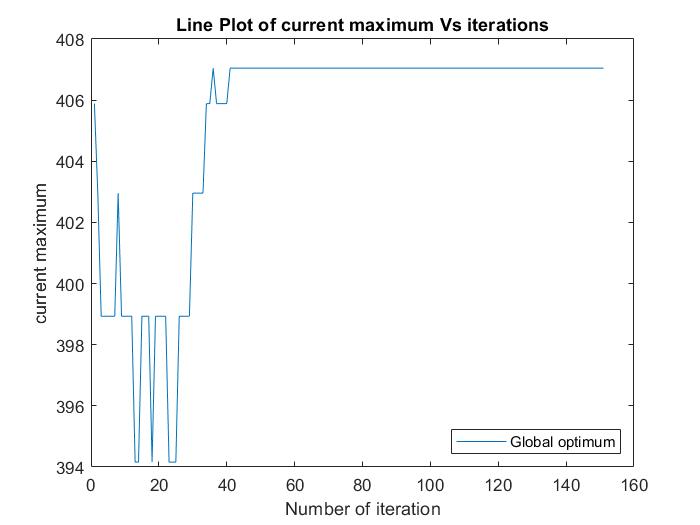 Line Plot of current maximum Vs iterations
408
406
404
402
400
398
396
394
current maximum
Global optimum
0 20 40 60 80 100 120 140 160
Number of iteration